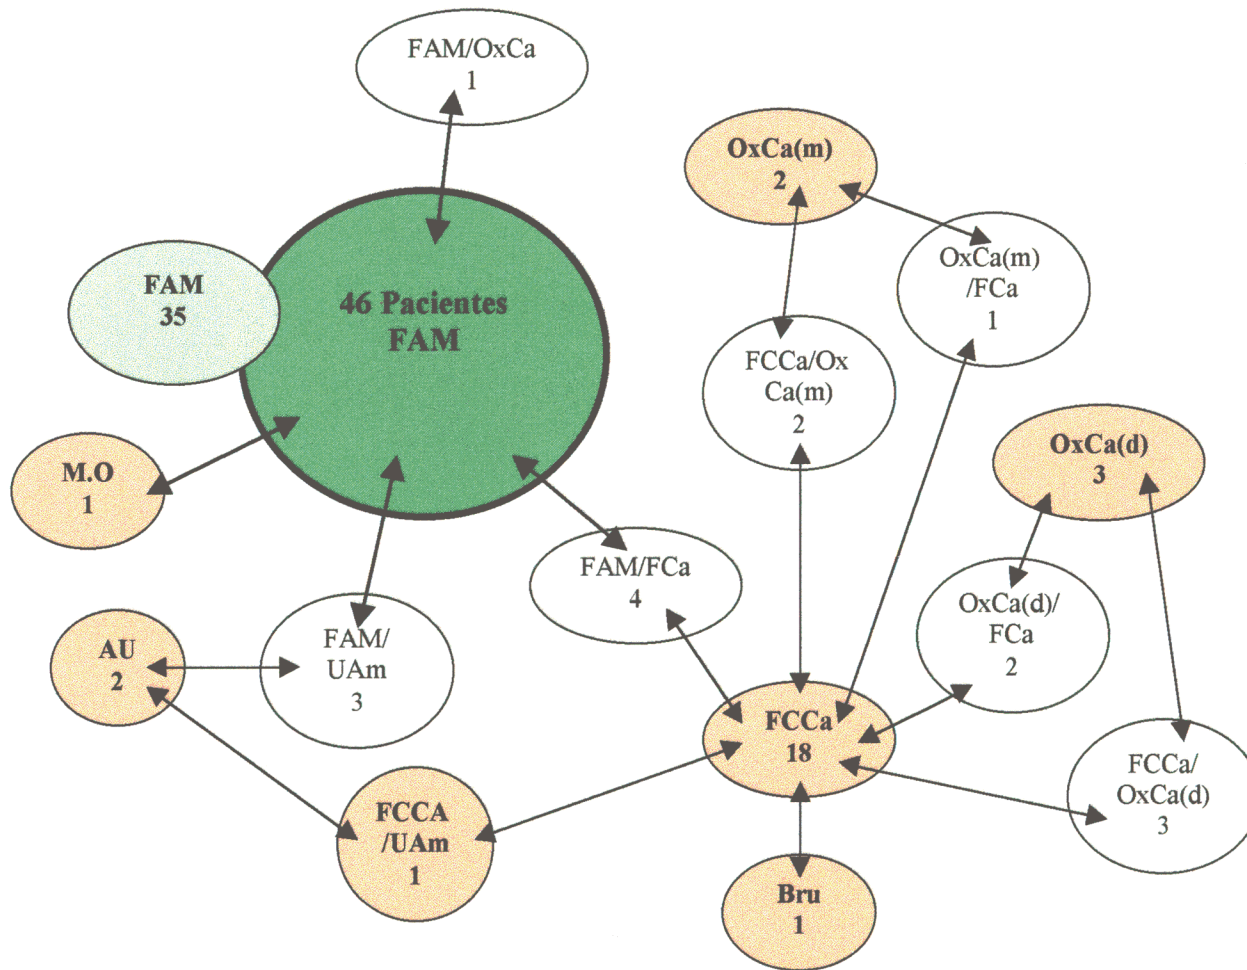 FAM/OxCa
1
OxCa(m)
2
FAM
35
46 Pacientes
FAM
OxCa(m)
/FCa
1
FCCa/Ox
Ca(m)
2
M.O
1
OxCa(d)
3
FAM/FCa
4
OxCa(d)/
FCa
2
AU
2
FAM/
UAm
3
FCCa
18
FCCa/
OxCa(d)
3
FCCA
/UAm
1
Bru
1